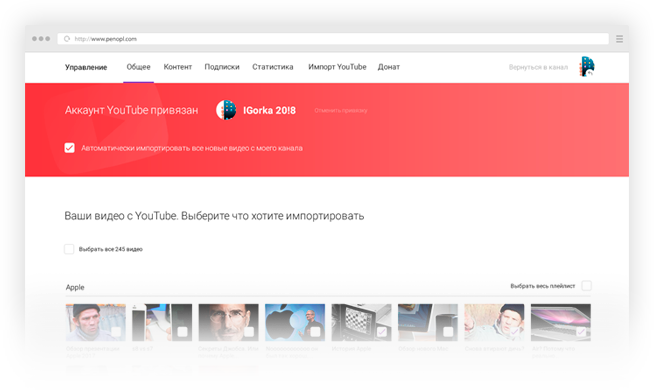 http://www.penopl.com
Управление Общее Контент Подписки Статистика Импорт YouTube Донат Вернуться в канал
Аккаунт YouTube привязан IGorka 20!8 Отменить привязку
Автоматически импортировать все новые видео с моего канала
Ваши видео с YouTube. Выберите что хотите импортировать
Выбрать все 245 видео
Apple Выбрать весь плейлист